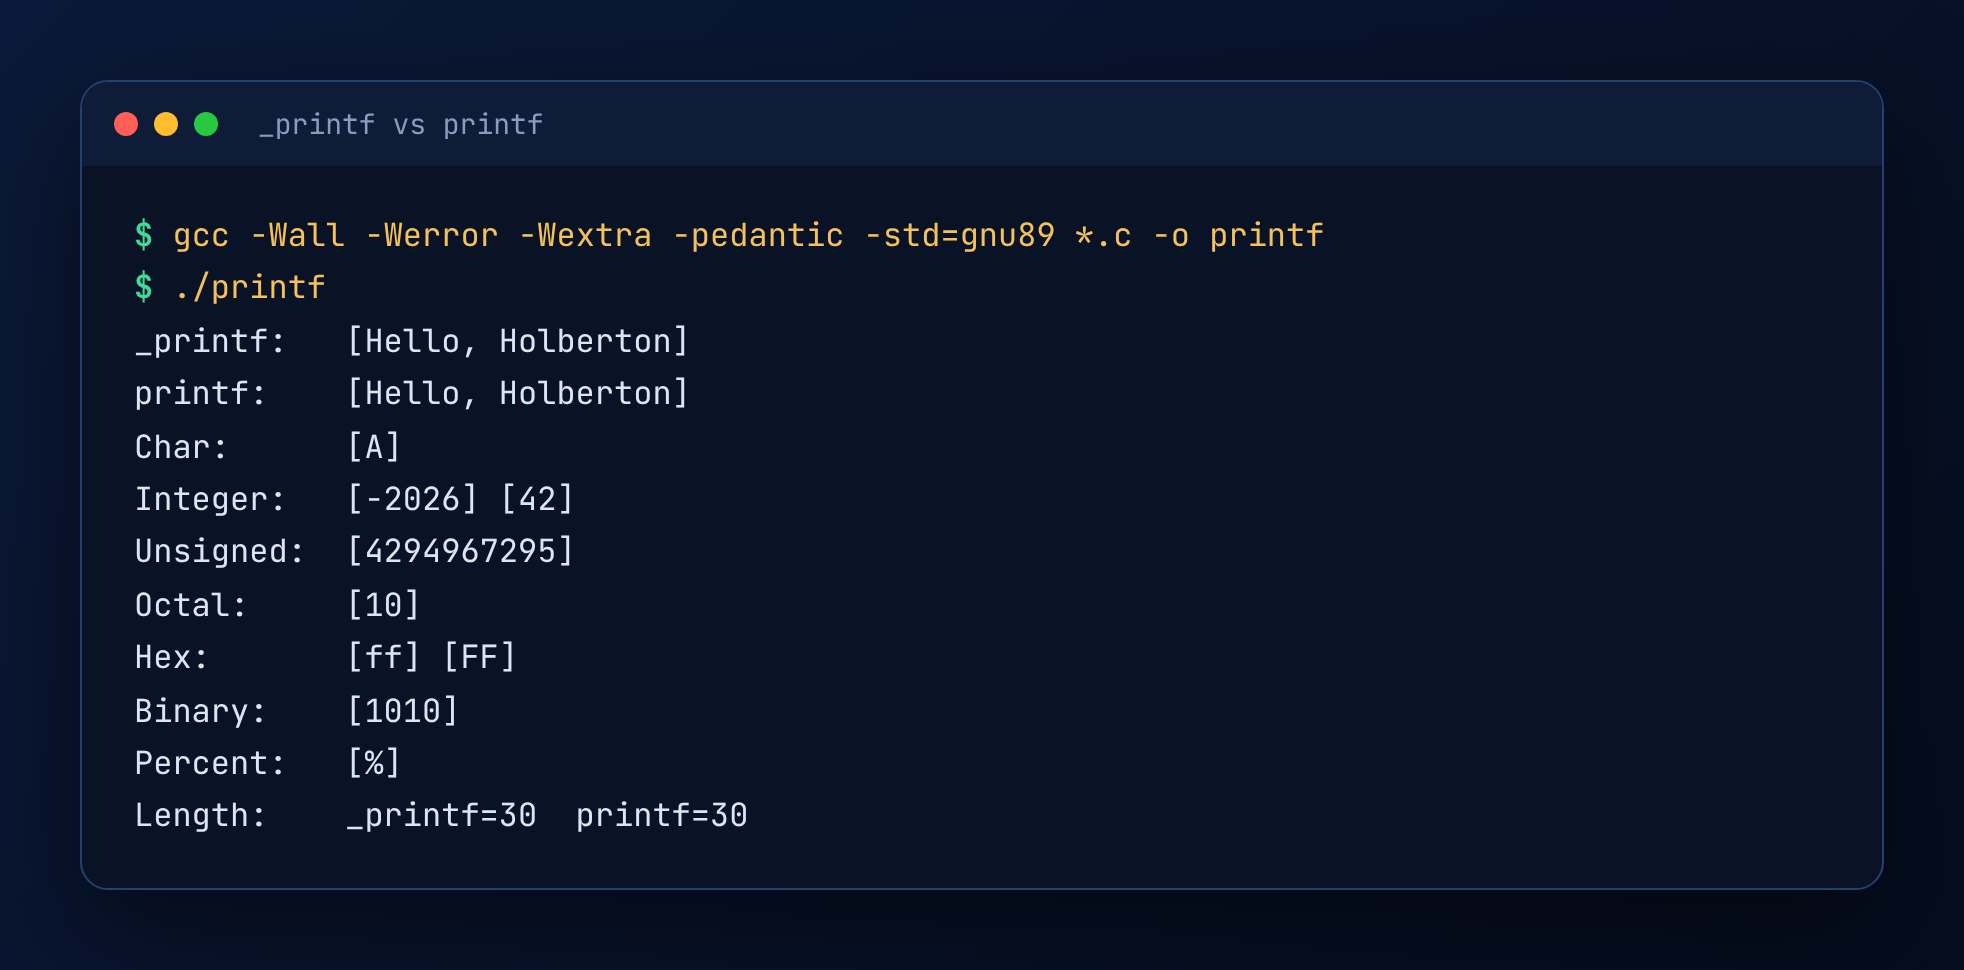 _printf vs printf
$ gcc -Wall -Werror -Wextra -pedantic -std=gnu89 *.c -o printf
$ ./printf
_printf:   [Hello, Holberton]
printf:    [Hello, Holberton]
Char:      [A]
Integer:   [-2026] [42]
Unsigned:  [4294967295]
Octal:     [10]
Hex:       [ff] [FF]
Binary:    [1010]
Percent:   [%]
Length:    _printf=30  printf=30